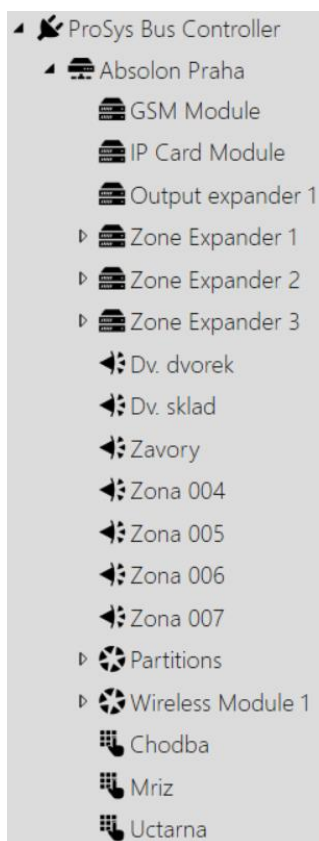 ProSys Bus Controller
Absolon Praha
GSM Module
IP Card Module
Output expander 1
Zone Expander 1
Zone Expander 2
Zone Expander 3
Dv. dvorek
Dv. sklad
Zavory
Zona 004
Zona 005
Zona 006
Zona 007
Partitions
Wireless Module 1
Chodba
Mriz
Uctarna